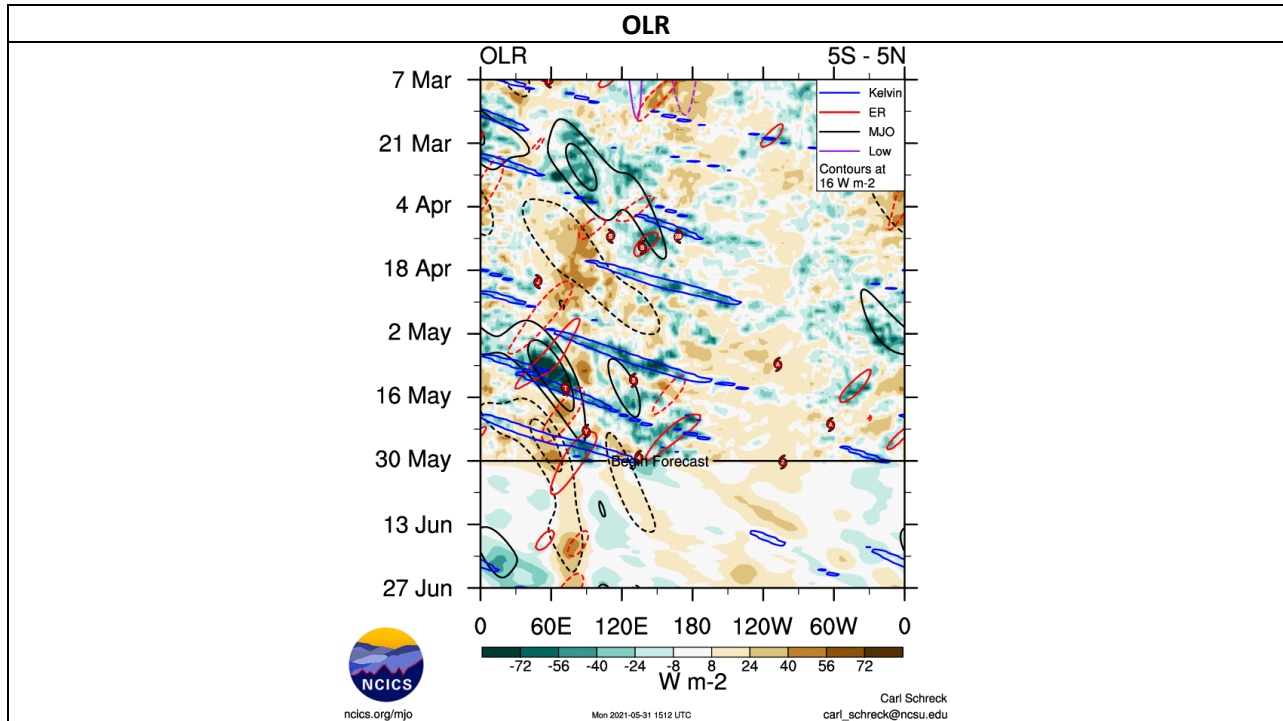 OLR
OLR 5S - 5N
7 Mar
21 Mar
4 Apr
18 Apr
2 May
16 May
30 May
13 Jun
27 Jun
Kelvin
ER
MJO
Low
Contours at
16 W m-2
Begin Forecast
0 60E 120E 180 120W 60W 0
-72 -56 -40 -24 -8 8 24 40 56 72
W m-2
NCICS
ncics.org/mjo
Mon 2021-05-31 1512 UTC
Carl Schreck
carl_schreck@ncsu.edu